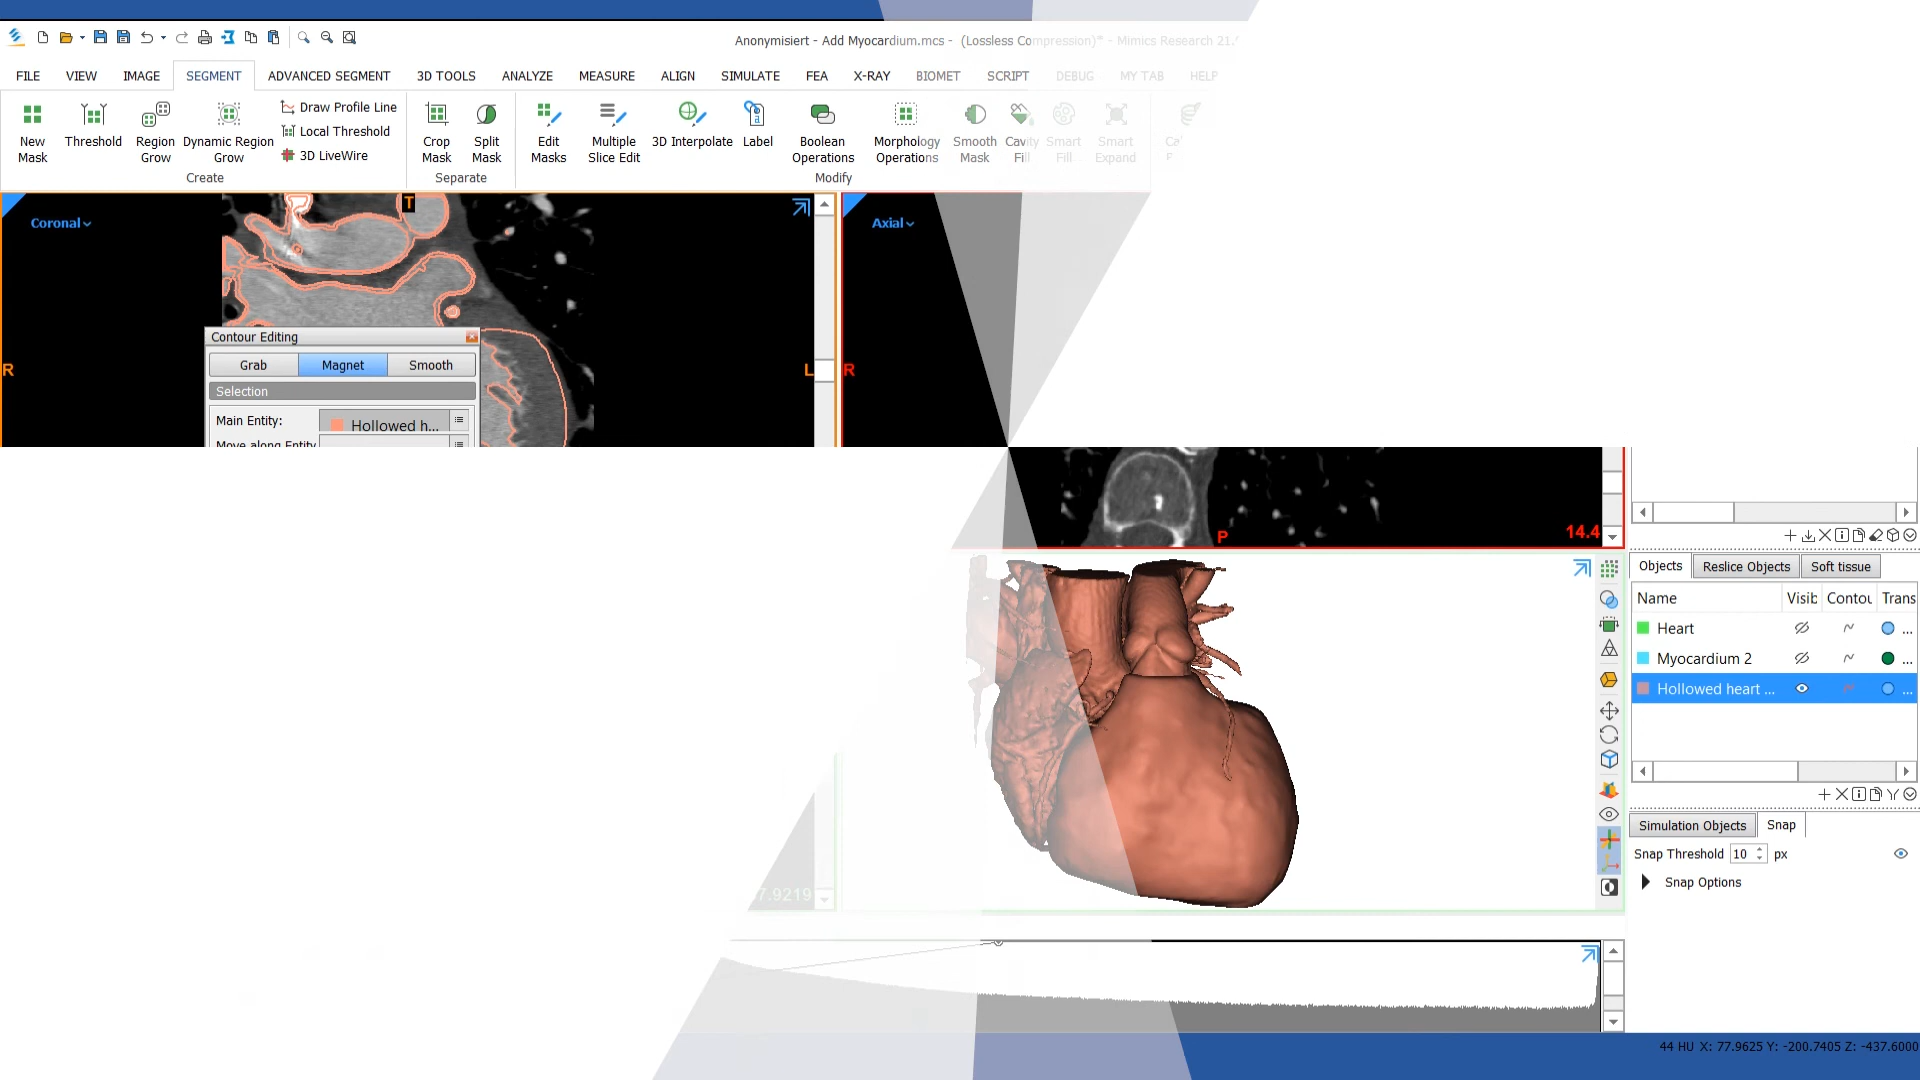 Anonymisiert - Add Myocardium.mcs - (Lossless Compression)* - Mimics Research 21.
FILE VIEW IMAGE SEGMENT ADVANCED SEGMENT 3D TOOLS ANALYZE MEASURE ALIGN SIMULATE FEA X-RAY BIOMET SCRIPT DEBUG MY TAB HELP
New Mask
Threshold
Region Grow
Dynamic Region Grow
Draw Profile Line
Local Threshold
3D LiveWire
Create
Crop Mask
Split Mask
Separate
Edit Masks
Multiple Slice Edit
3D Interpolate
Label
Boolean Operations
Morphology Operations
Smooth Mask
Cavity Fill
Smart Fill
Smart Expand
Modify
Coronal
T
R
L
Axial
R
Contour Editing
Grab Magnet Smooth
Selection
Main Entity: Hollowed h...
Move along Entity
P
14.4
Objects Reslice Objects Soft tissue
Name Visib Contou Trans
Heart ...
Myocardium 2 ...
Hollowed heart ... ...
Simulation Objects Snap
Snap Threshold 10 px
Snap Options
7.9219
44 HU X: 77.9625 Y: -200.7405 Z: -437.6000